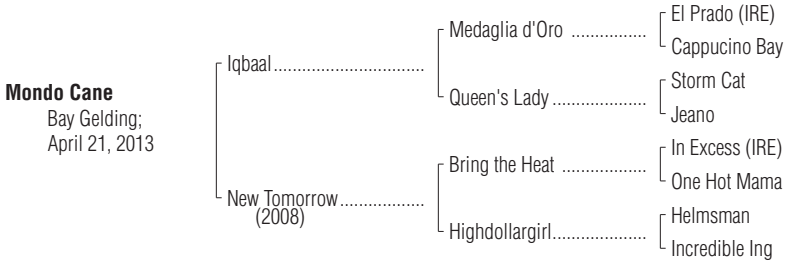 El Prado (IRE)
Medaglia d'Oro ................
Cappucino Bay
Iqbaal................................
Storm Cat
Queen's Lady ....................
Jeano
Mondo Cane
Bay Gelding;
April 21, 2013
In Excess (IRE)
Bring the Heat ..................
One Hot Mama
New Tomorrow..................
(2008)
Helmsman
Highdollargirl....................
Incredible Ing